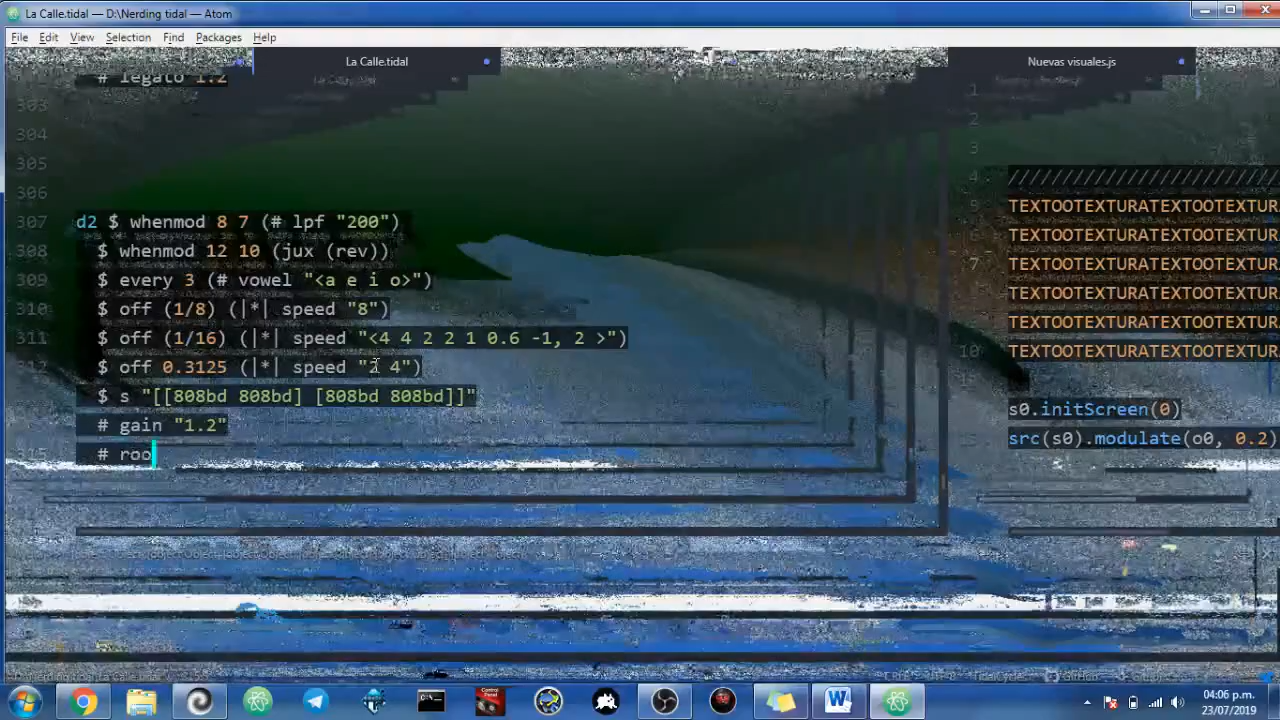 La Calle.tidal — D:\Nerding tidal — Atom
File Edit View Selection Find Packages Help
La Calle.tidal
Nuevas visuales.js
# legato 1.2
303
304
305
306
307 d2 $ whenmod 8 7 (# lpf "200")
308 $ whenmod 12 10 (jux (rev))
309 $ every 3 (# vowel "<a e i o>")
310 $ off (1/8) (|*| speed "8")
311 $ off (1/16) (|*| speed "<4 4 2 2 1 0.6 -1, 2 >")
312 $ off 0.3125 (|*| speed "2 4")
$ s "[[808bd 808bd] [808bd 808bd]]"
# gain "1.2"
315 # roo
1
2
3
4 ////////////////////////
5 TEXTOOTEXTURATEXTOOTEXTUR
6 TEXTOOTEXTURATEXTOOTEXTUR
7 TEXTOOTEXTURATEXTOOTEXTUR
TEXTOOTEXTURATEXTOOTEXTUR
TEXTOOTEXTURATEXTOOTEXTUR
10 TEXTOOTEXTURATEXTOOTEXTUR
s0.initScreen(0)
src(s0).modulate(o0, 0.2)
04:06 p.m.
23/07/2019